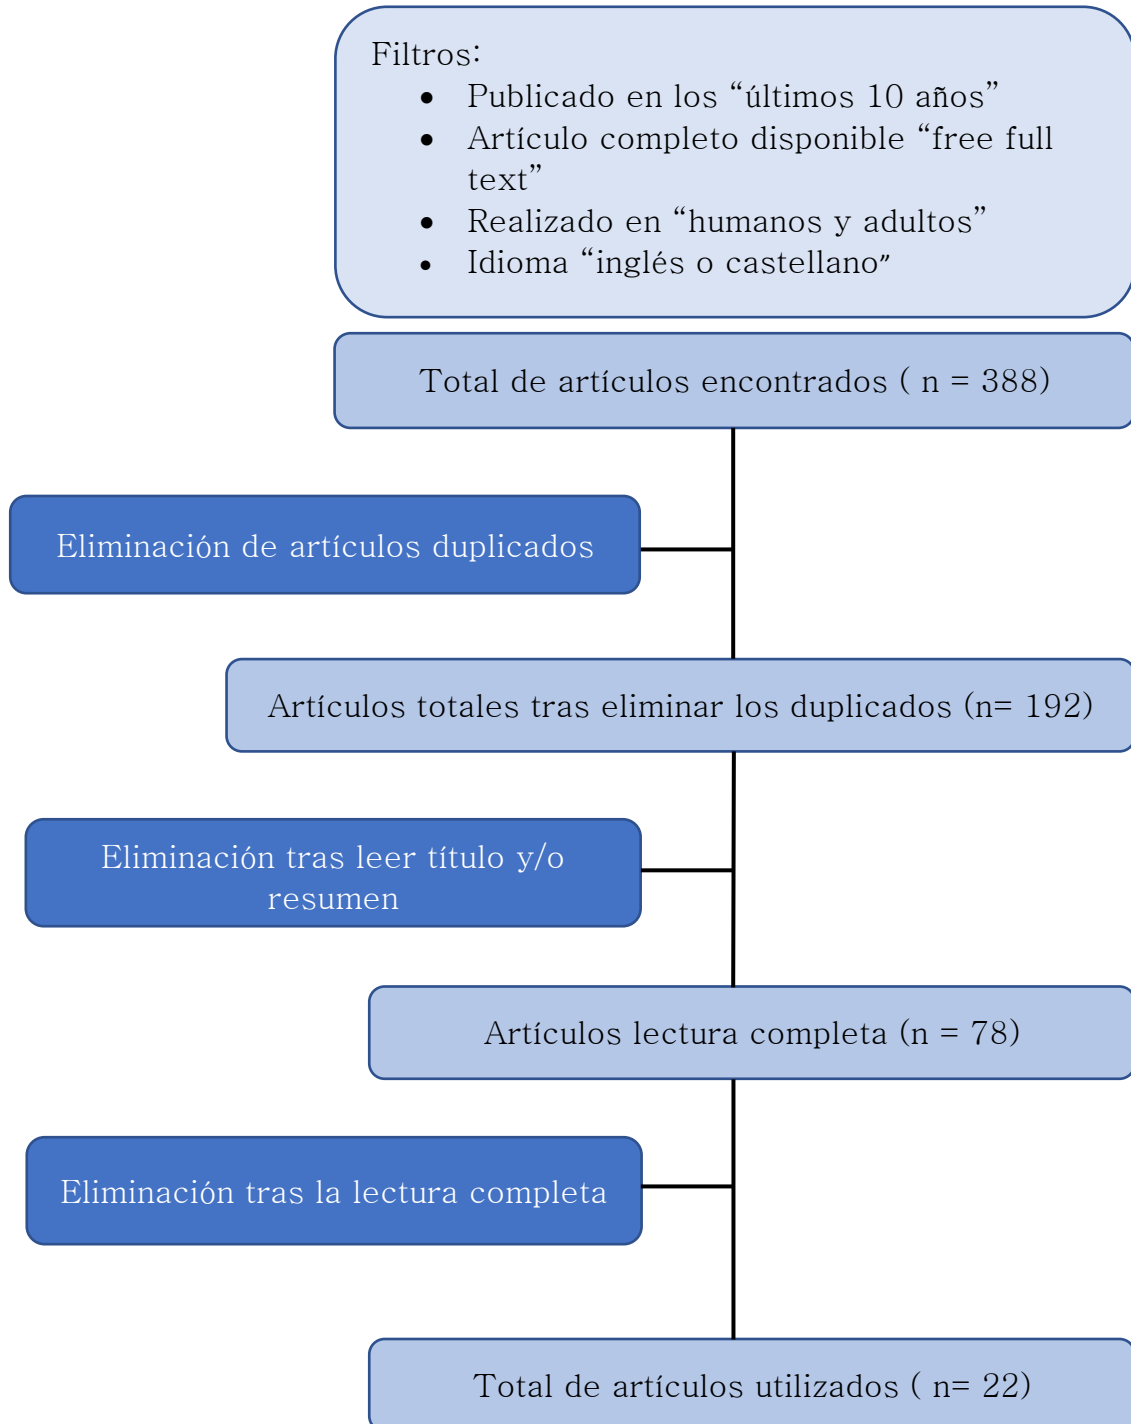 Filtros:
• Publicado en los “últimos 10 años”
• Artículo completo disponible “free full
text”
• Realizado en “humanos y adultos”
• Idioma “inglés o castellano”
Total de artículos encontrados ( n = 388)
Eliminación de artículos duplicados
Artículos totales tras eliminar los duplicados (n= 192)
Eliminación tras leer título y/o
resumen
Artículos lectura completa (n = 78)
Eliminación tras la lectura completa
Total de artículos utilizados ( n= 22)